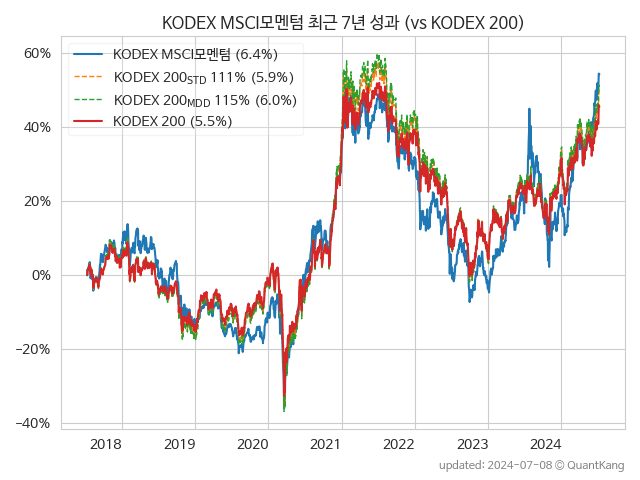 KODEX MSCI모멘텀 최근 7년 성과 (vs KODEX 200)
KODEX MSCI모멘텀 (6.4%)
KODEX 200STD 111% (5.9%)
KODEX 200MDD 115% (6.0%)
KODEX 200 (5.5%)
60%
40%
20%
0%
−20%
−40%
2018 2019 2020 2021 2022 2023 2024
updated: 2024-07-08 © QuantKang